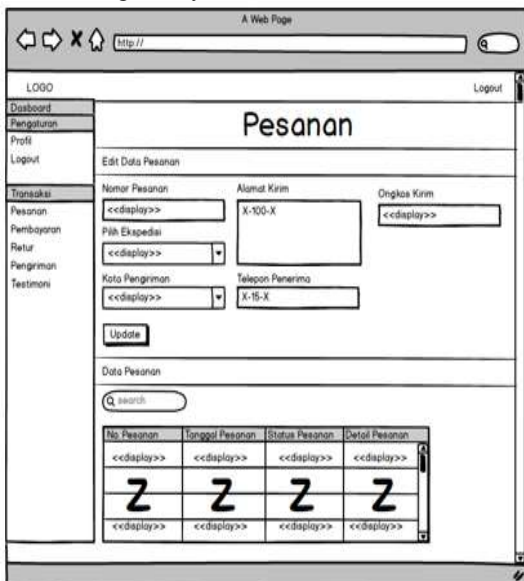 A Web Page
http://
LOGO
Logout
Dasboard
Pengaturan
Profil
Logout
Transaksi
Pesanan
Pembayaran
Retur
Pengiriman
Testimoni
Pesanan
Edit Data Pesanan
Nomor Pesanan
<<display>>
Pilih Ekspedisi
<<display>>
Kota Pengiriman
<<display>>
Alamat Kirim
X-100-X
Telepon Penerima
X-15-X
Ongkos Kirim
<<display>>
Update
Data Pesanan
search
No. Pesanan Tanggal Pesanan Status Pesanan Detail Pesanan
<<display>> <<display>> <<display>> <<display>>
Z Z Z Z
<<display>> <<display>> <<display>> <<display>>